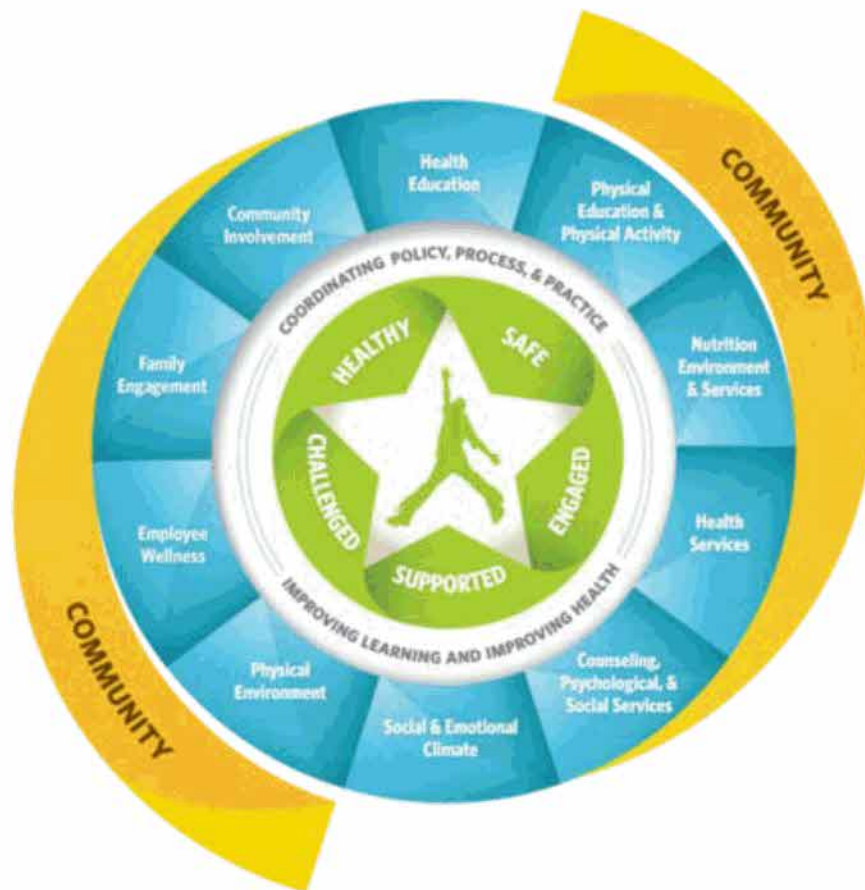 COMMUNITY
Health
Education
Physical
Education &
Physical Activity
Nutrition
Environment
& Services
Health
Services
Counseling,
Psychological, &
Social Services
Social & Emotional
Climate
Physical
Environment
Employee
Wellness
Family
Engagement
Community
Involvement
COORDINATING POLICY, PROCESS, & PRACTICE
IMPROVING LEARNING AND IMPROVING HEALTH
HEALTHY
SAFE
ENGAGED
SUPPORTED
CHALLENGED
COMMUNITY